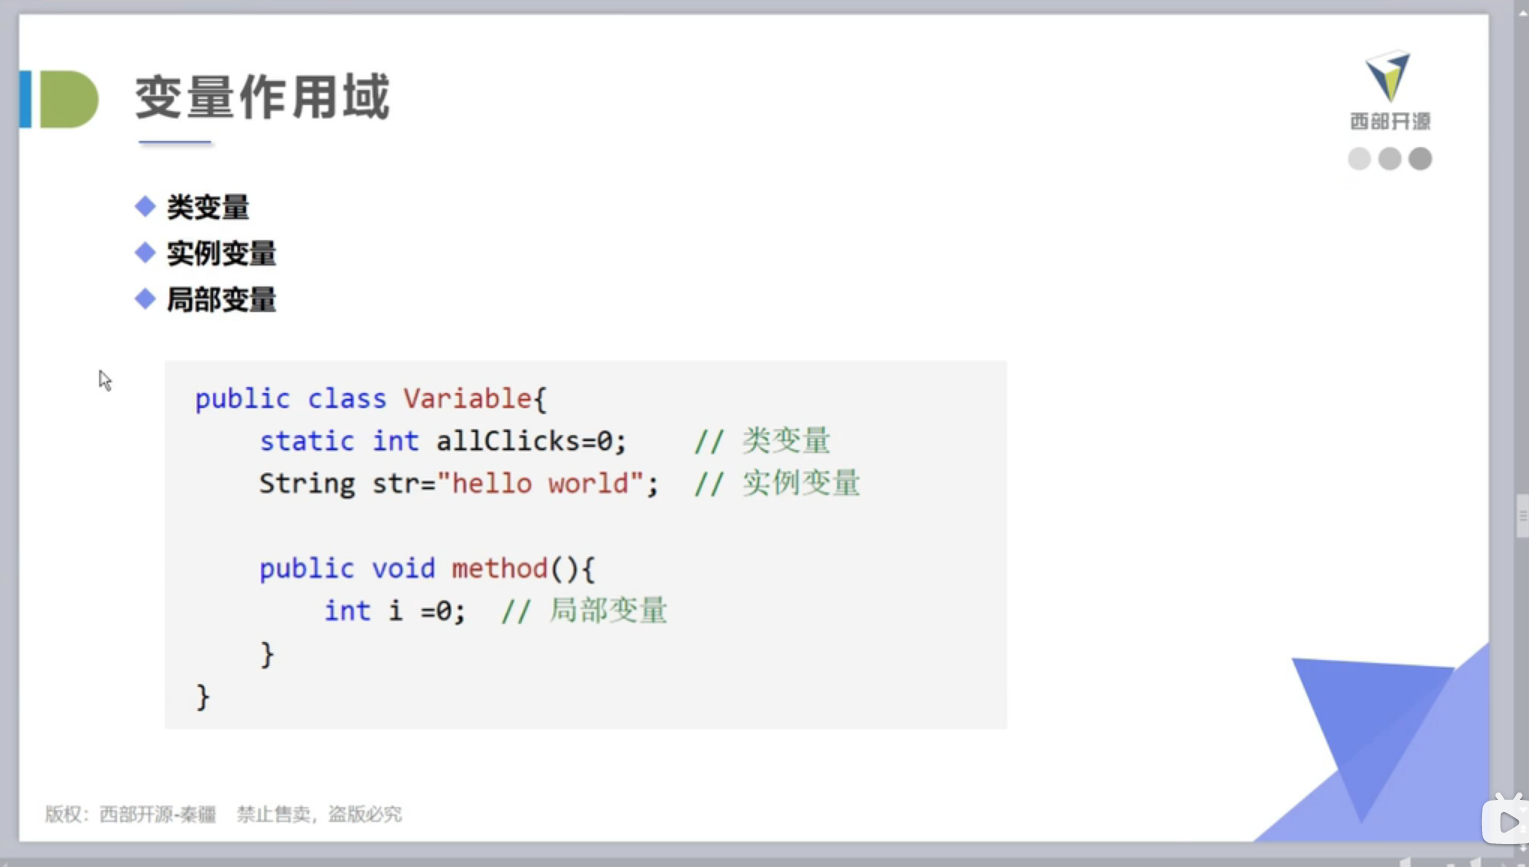 变量作用域
西部开源
类变量
实例变量
局部变量
public class Variable{
    static int allClicks=0;    // 类变量
    String str="hello world";  // 实例变量

    public void method(){
        int i =0;  // 局部变量
    }
}
版权：西部开源-秦疆　禁止售卖，盗版必究